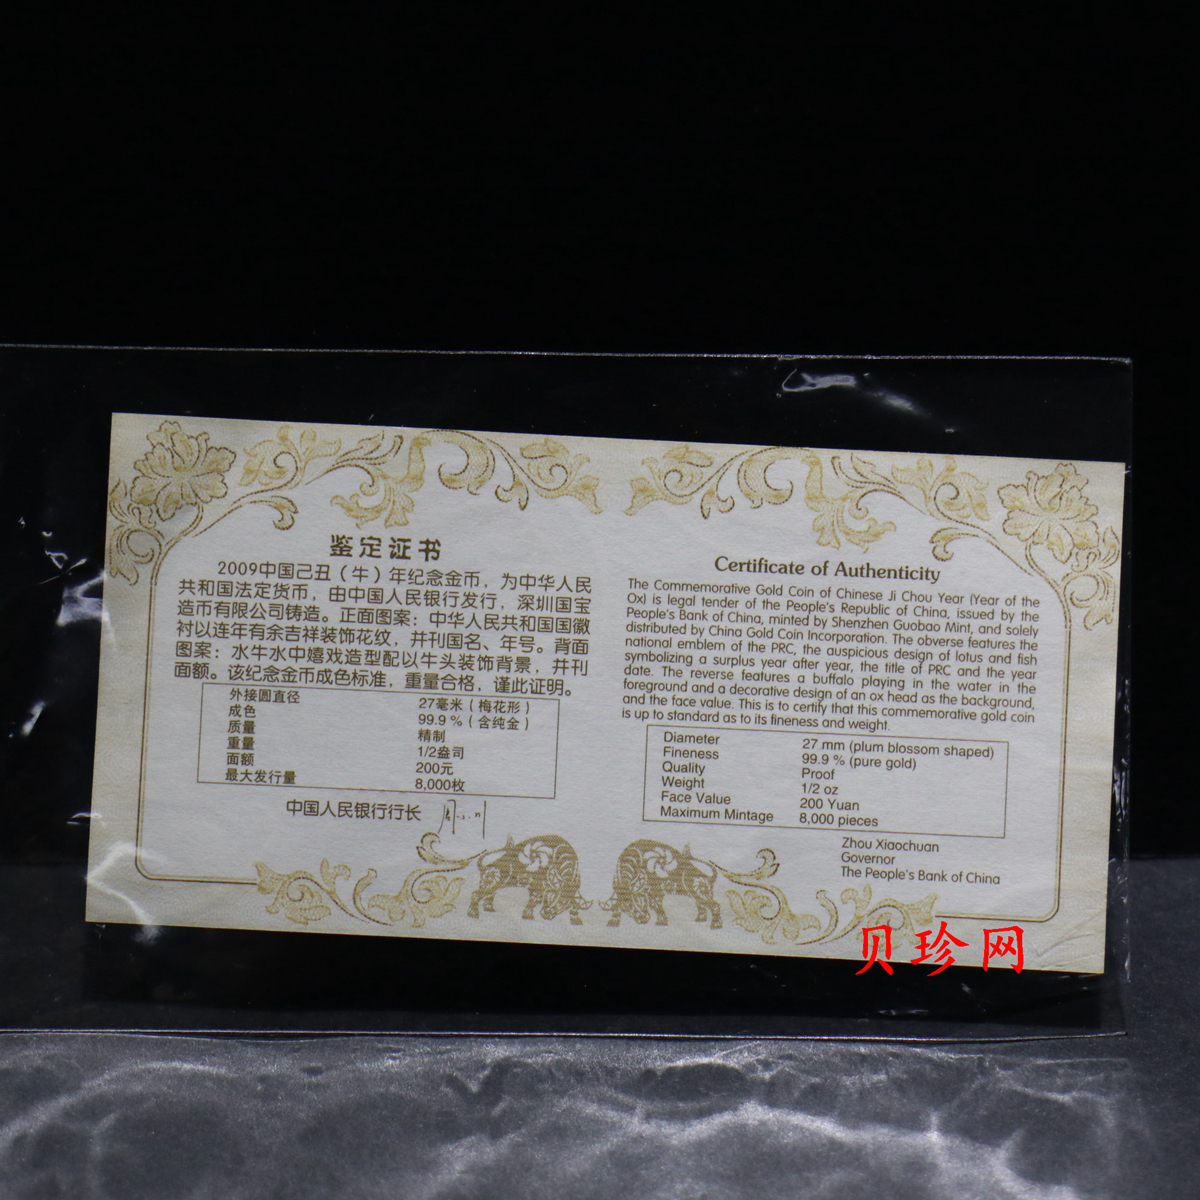 鉴定证书
2009中国己丑（牛）年纪念金币，为中华人民
共和国法定货币，由中国人民银行发行，深圳国宝
造币有限公司铸造。正面图案：中华人民共和国国徽
衬以连年有余吉祥装饰花纹，并刊国名、年号。背面
图案：水牛水中嬉戏造型配以牛头装饰背景，并刊
面额。该纪念金币成色标准，重量合格，谨此证明。
外接圆直径 27毫米（梅花形）
成色 99.9％（含纯金）
质量 精制
重量 1/2盎司
面额 200元
最大发行量 8,000枚
中国人民银行行长
Certificate of Authenticity
The Commemorative Gold Coin of Chinese Ji Chou Year (Year of the
Ox) is legal tender of the People's Republic of China, issued by the
People's Bank of China, minted by Shenzhen Guobao Mint, and solely
distributed by China Gold Coin Incorporation. The obverse features the
national emblem of the PRC, the auspicious design of lotus and fish
symbolizing a surplus year after year, the title of PRC and the year
date. The reverse features a buffalo playing in the water in the
foreground and a decorative design of an ox head as the background,
and the face value. This is to certify that this commemorative gold coin
is up to standard as to its fineness and weight.
Diameter 27 mm (plum blossom shaped)
Fineness 99.9 % (pure gold)
Quality Proof
Weight 1/2 oz
Face Value 200 Yuan
Maximum Mintage 8,000 pieces
Zhou Xiaochuan
Governor
The People's Bank of China
贝珍网